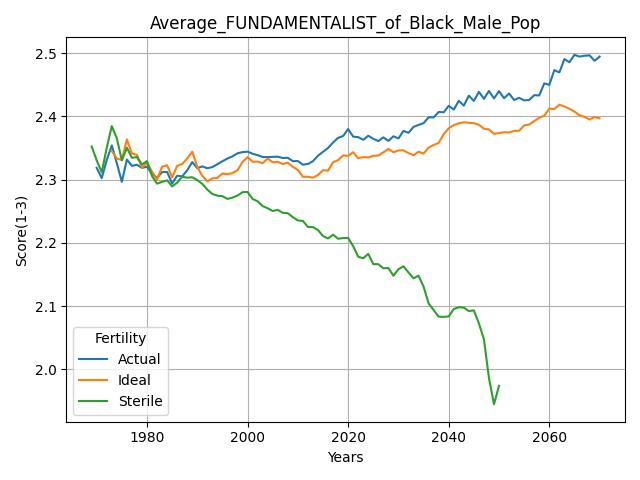 Average_FUNDAMENTALIST_of_Black_Male_Pop
Score(1-3)
2.5
2.4
2.3
2.2
2.1
2.0
Fertility
Actual
Ideal
Sterile
1980
2000
2020
2040
2060
Years